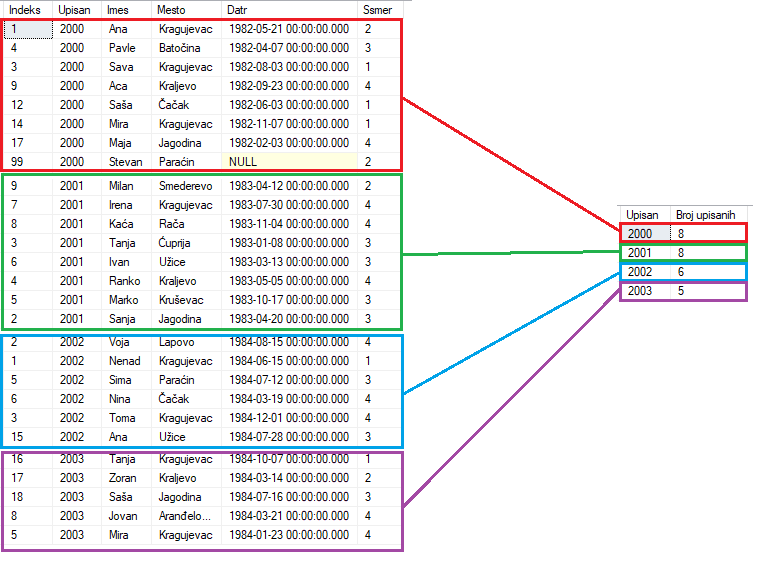 Indeks Upisan Imes Mesto Datr Ssmer
1 2000 Ana Kragujevac 1982-05-21 00:00:00.000 2
4 2000 Pavle Batočina 1982-04-07 00:00:00.000 3
3 2000 Sava Kragujevac 1982-08-03 00:00:00.000 1
9 2000 Aca Kraljevo 1982-09-23 00:00:00.000 4
12 2000 Saša Čačak 1982-06-03 00:00:00.000 1
14 2000 Mira Kragujevac 1982-11-07 00:00:00.000 1
17 2000 Maja Jagodina 1982-02-03 00:00:00.000 4
99 2000 Stevan Paraćin NULL 2
9 2001 Milan Smederevo 1983-04-12 00:00:00.000 2
7 2001 Irena Kragujevac 1983-07-30 00:00:00.000 4
8 2001 Kaća Rača 1983-11-04 00:00:00.000 4
3 2001 Tanja Ćuprija 1983-01-08 00:00:00.000 3
6 2001 Ivan Užice 1983-03-13 00:00:00.000 3
4 2001 Ranko Kraljevo 1983-05-05 00:00:00.000 4
5 2001 Marko Kruševac 1983-10-17 00:00:00.000 3
2 2001 Sanja Jagodina 1983-04-20 00:00:00.000 3
2 2002 Voja Lapovo 1984-08-15 00:00:00.000 4
1 2002 Nenad Kragujevac 1984-06-15 00:00:00.000 1
5 2002 Sima Paraćin 1984-07-12 00:00:00.000 3
6 2002 Nina Čačak 1984-03-19 00:00:00.000 4
3 2002 Toma Kragujevac 1984-12-01 00:00:00.000 4
15 2002 Ana Užice 1984-07-28 00:00:00.000 3
16 2003 Tanja Kragujevac 1984-10-07 00:00:00.000 1
17 2003 Zoran Kraljevo 1984-03-14 00:00:00.000 2
18 2003 Saša Jagodina 1984-07-16 00:00:00.000 3
8 2003 Jovan Aranđelo... 1984-03-21 00:00:00.000 4
5 2003 Mira Kragujevac 1984-01-23 00:00:00.000 4
Upisan Broj upisanih
2000 8
2001 8
2002 6
2003 5